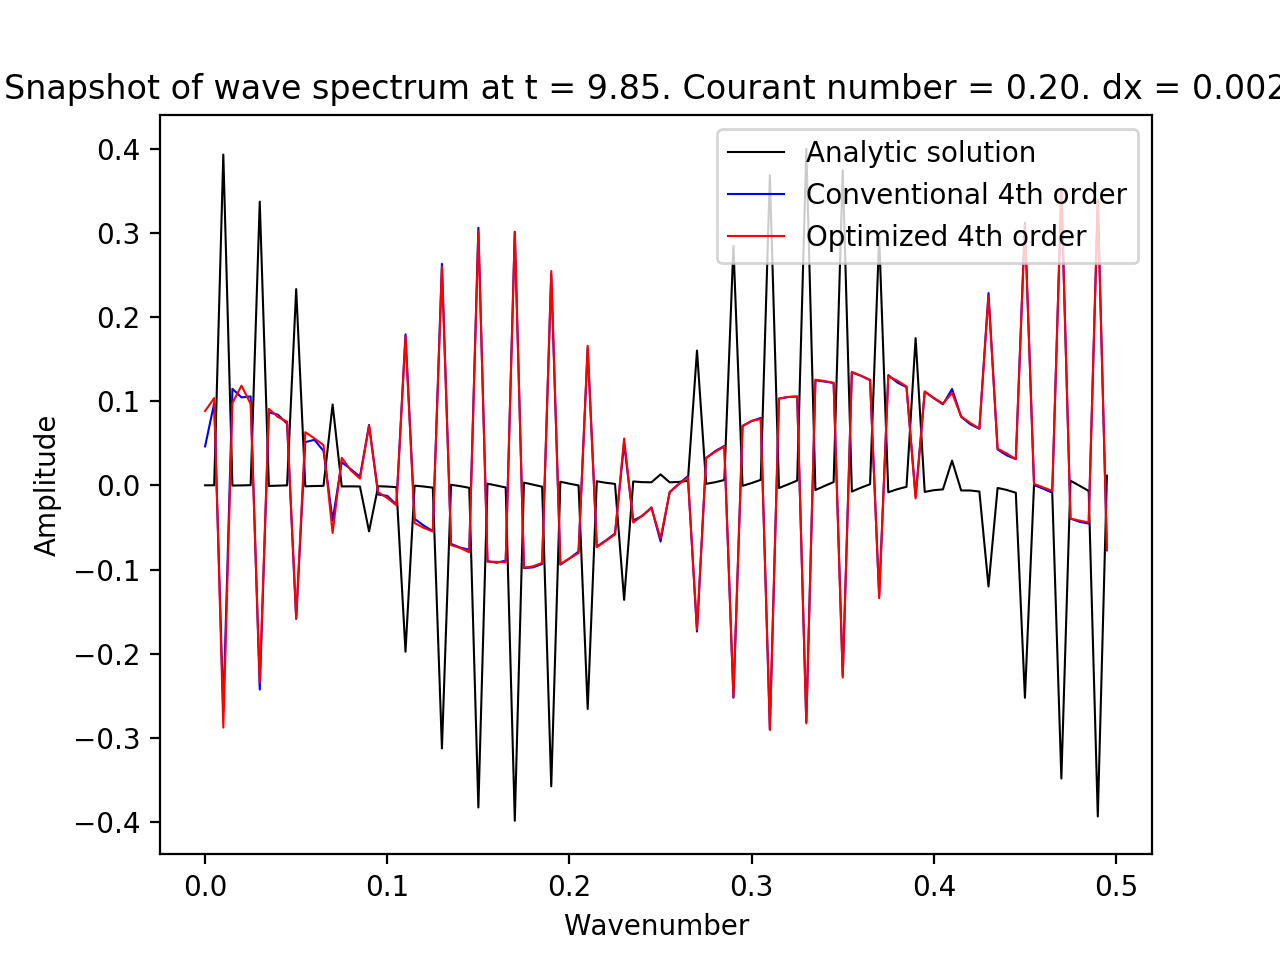 Snapshot of wave spectrum at t = 9.85. Courant number = 0.20. dx = 0.002
Analytic solution
Conventional 4th order
Optimized 4th order
Amplitude
0.4
0.3
0.2
0.1
0.0
−0.1
−0.2
−0.3
−0.4
0.0 0.1 0.2 0.3 0.4 0.5
Wavenumber